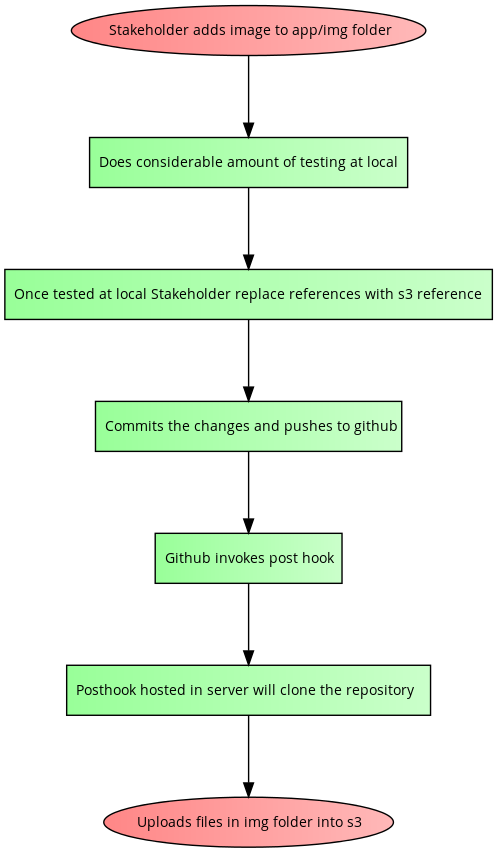 Stakeholder adds image to app/img folder
Does considerable amount of testing at local
Once tested at local Stakeholder replace references with s3 reference
Commits the changes and pushes to github
Github invokes post hook
Posthook hosted in server will clone the repository
Uploads files in img folder into s3